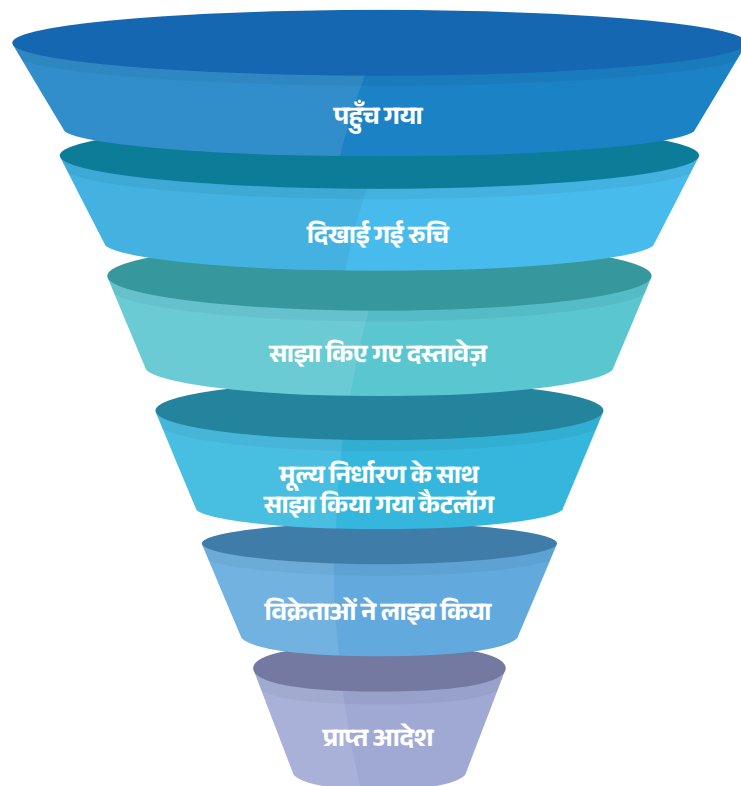 पहुँच गया
दिखाई गई रुचि
साझा किए गए दस्तावेज़
मूल्य निर्धारण के साथ
साझा किया गया कैटलॉग
विक्रेताओं ने लाइव किया
प्राप्त आदेश